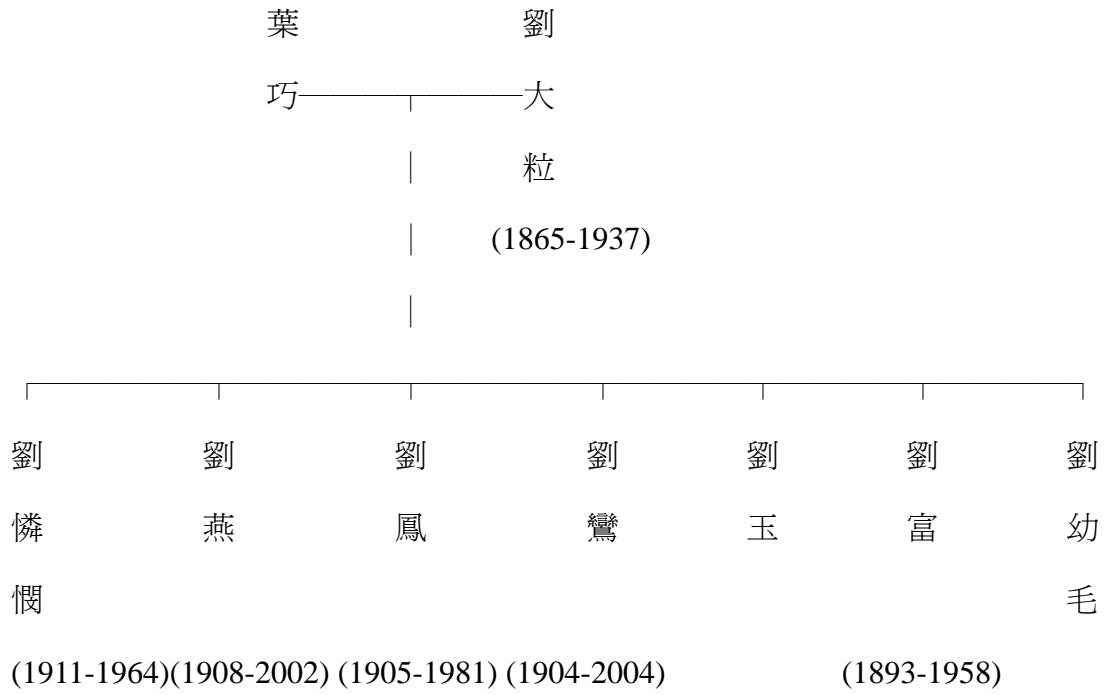 葉巧
劉大粒
(1865-1937)
劉憐憫
劉燕
劉鳳
劉鸞
劉玉
劉富
劉幼毛
(1911-1964)(1908-2002) (1905-1981) (1904-2004) (1893-1958)